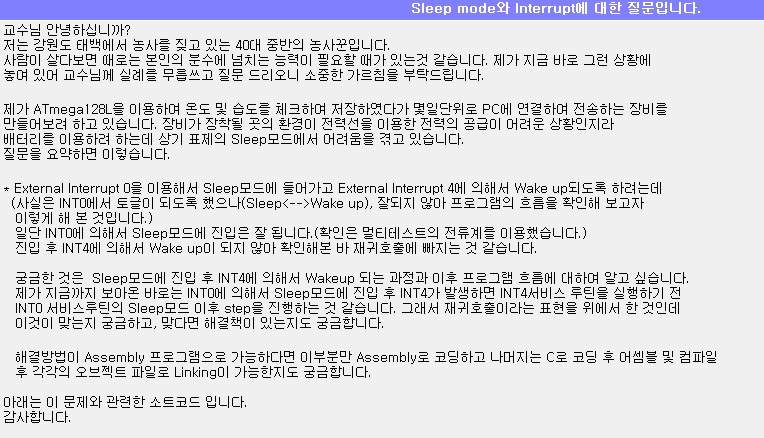 Sleep mode와 Interrupt에 대한 질문입니다.
교수님 안녕하십니까?
저는 강원도 태백에서 농사를 짖고 있는 40대 중반의 농사꾼입니다.
사람이 살다보면 때로는 본인의 분수에 넘치는 능력이 필요할 때가 있는것 같습니다. 제가 지금 바로 그런 상황에
놓여 있어 교수님께 실례를 무릅쓰고 질문 드리오니 소중한 가르침을 부탁드립니다.
제가 ATmega128L을 이용하여 온도 및 습도를 체크하여 저장하였다가 몇일단위로 PC에 연결하여 전송하는 장비를
만들어보려 하고 있습니다. 장비가 장착될 곳의 환경이 전력선을 이용한 전력의 공급이 어려운 상황인지라
배터리를 이용하려 하는데 상기 표제의 Sleep모드에서 어려움을 겪고 있습니다.
질문을 요약하면 이렇습니다.
* External Interrupt 0을 이용해서 Sleep모드에 들어가고 External Interrupt 4에 의해서 Wake up되도록 하려는데
(사실은 INT0에서 토글이 되도록 했으나(Sleep<-->Wake up), 잘되지 않아 프로그램의 흐름을 확인해 보고자
이렇게 해 본 것입니다.)
일단 INT0에 의해서 Sleep모드에 진입은 잘 됩니다.(확인은 멀티테스트의 전류계를 이용했습니다.)
진입 후 INT4에 의해서 Wake up이 되지 않아 확인해본 바 재귀호출에 빠지는 것 같습니다.
궁금한 것은 Sleep모드에 진입 후 INT4에 의해서 Wakeup 되는 과정과 이후 프로그램 흐름에 대하여 알고 싶습니다.
제가 지금까지 보아온 바로는 INT0에 의해서 Sleep모드에 진입 후 INT4가 발생하면 INT4서비스 루틴을 실행하기 전
INT0 서비스루틴의 Sleep모드 이후 step을 진행하는 것 같습니다. 그래서 재귀호출이라는 표현을 위에서 한 것인데
이것이 맞는지 궁금하고, 맞다면 해결책이 있는지도 궁금합니다.
해결방법이 Assembly 프로그램으로 가능하다면 이부분만 Assembly로 코딩하고 나머지는 C로 코딩 후 어셈블 및 컴파일
후 각각의 오브젝트 파일로 Linking이 가능한지도 궁금합니다.
아래는 이 문제와 관련한 소트코드 입니다.
감사합니다.